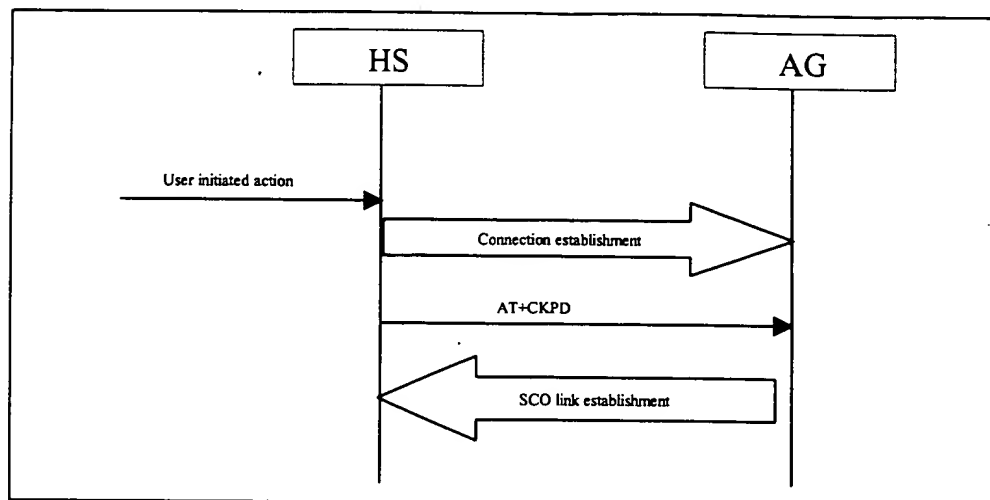 HS
AG
User initiated action
Connection establishment
AT+CKPD
SCO link establishment